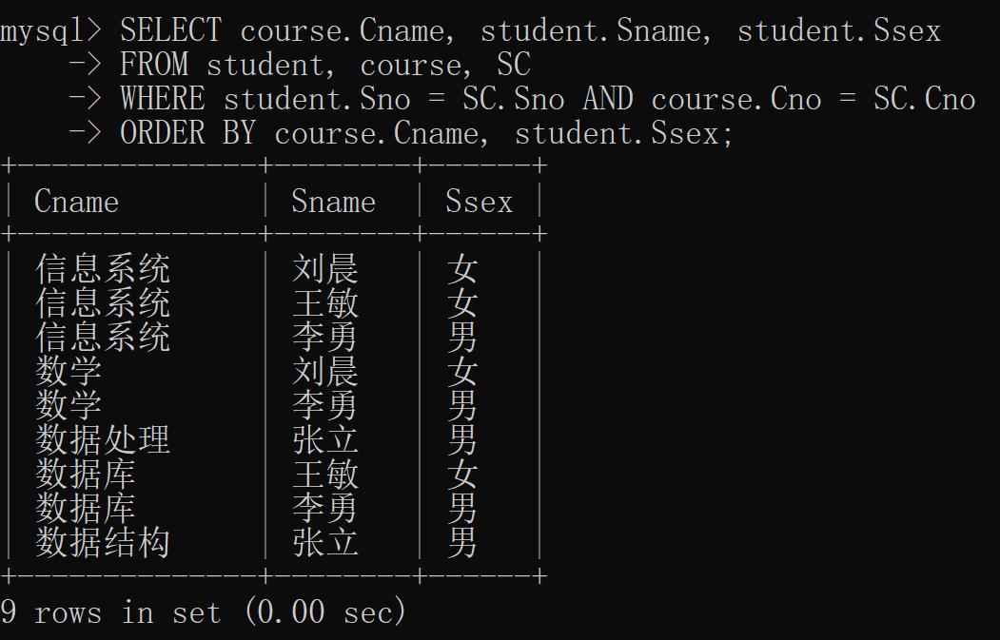 mysql> SELECT course.Cname, student.Sname, student.Ssex
    -> FROM student, course, SC
    -> WHERE student.Sno = SC.Sno AND course.Cno = SC.Cno
    -> ORDER BY course.Cname, student.Ssex;
+--------------+--------+------+
| Cname        | Sname  | Ssex |
+--------------+--------+------+
| 信息系统     | 刘晨   | 女   |
| 信息系统     | 王敏   | 女   |
| 信息系统     | 李勇   | 男   |
| 数学         | 刘晨   | 女   |
| 数学         | 李勇   | 男   |
| 数据处理     | 张立   | 男   |
| 数据库       | 王敏   | 女   |
| 数据库       | 李勇   | 男   |
| 数据结构     | 张立   | 男   |
+--------------+--------+------+
9 rows in set (0.00 sec)